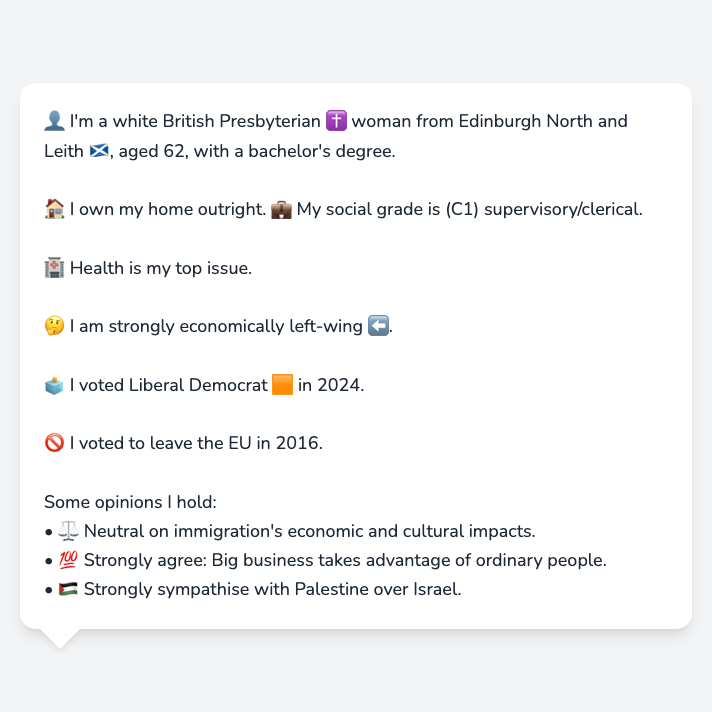 👤 I'm a white British Presbyterian ✝️ woman from Edinburgh North and
Leith 🏴󠁧󠁢󠁳󠁣󠁴󠁿, aged 62, with a bachelor's degree.
🏠 I own my home outright. 💼 My social grade is (C1) supervisory/clerical.
🏥 Health is my top issue.
🤔 I am strongly economically left-wing ⬅️.
🗳️ I voted Liberal Democrat 🟧 in 2024.
🚫 I voted to leave the EU in 2016.
Some opinions I hold:
• ⚖️ Neutral on immigration's economic and cultural impacts.
• 💯 Strongly agree: Big business takes advantage of ordinary people.
• 🇵🇸 Strongly sympathise with Palestine over Israel.